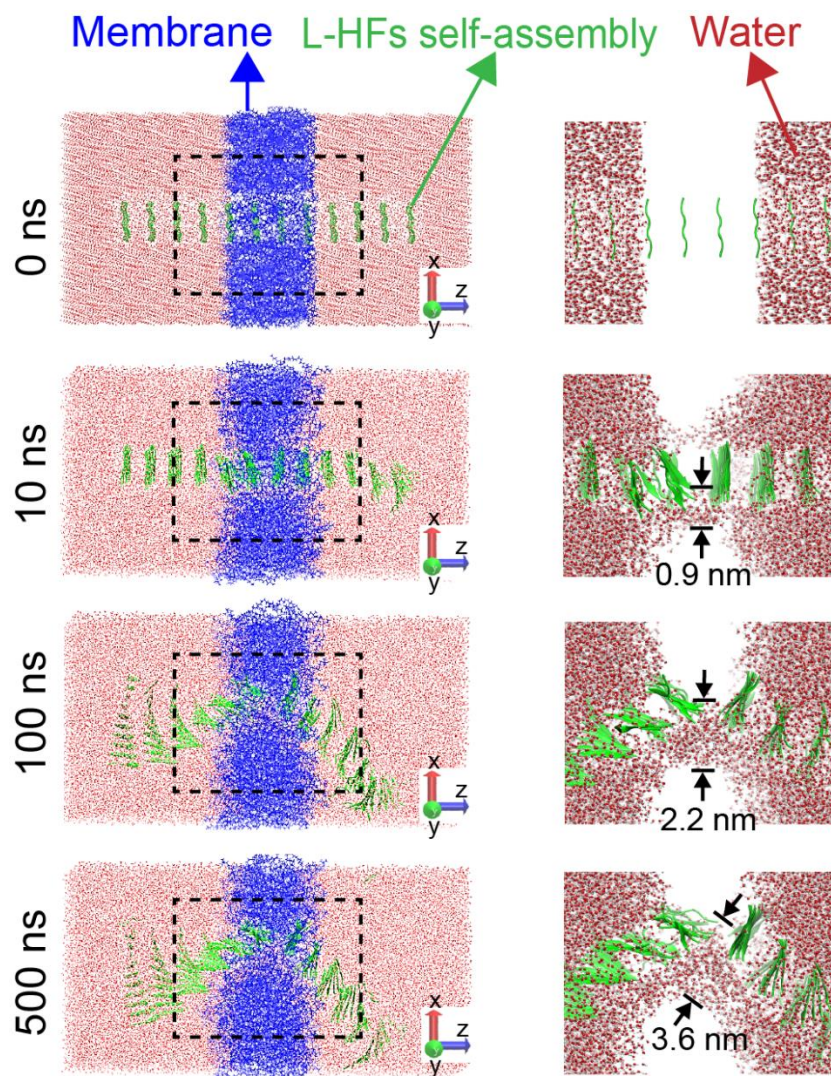 Membrane L-HFs self-assembly Water
0 ns
x
z
y
10 ns
x
z
y
0.9 nm
100 ns
x
z
y
2.2 nm
500 ns
x
z
y
3.6 nm